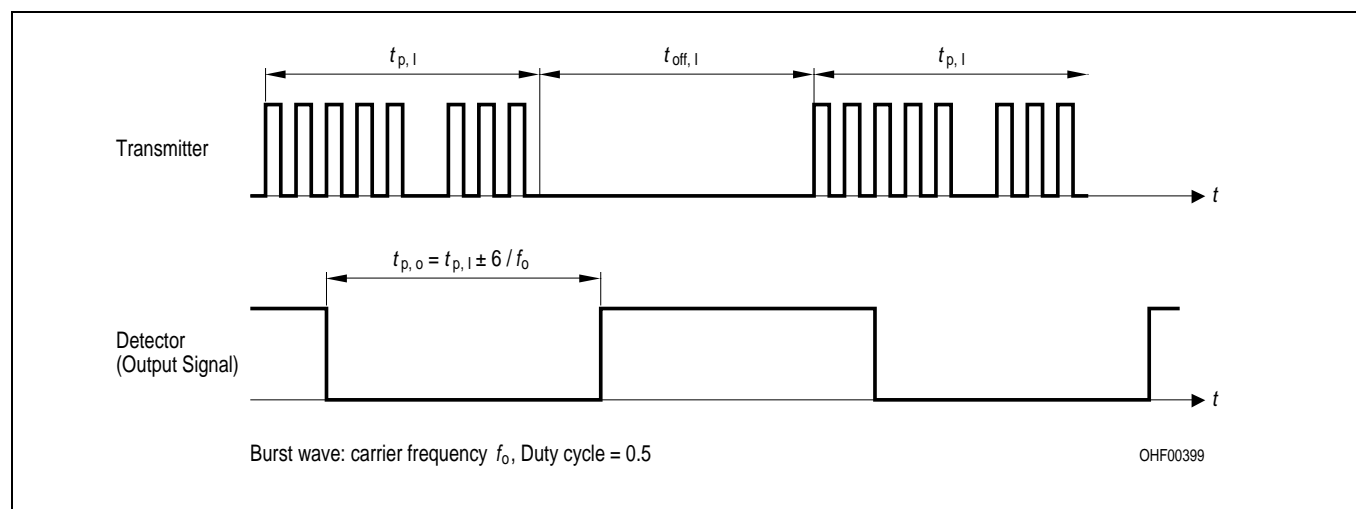 t p, I t off, I t p, I
Transmitter
t
t p, o = t p, I ± 6 / f o
Detector
(Output Signal)
t
Burst wave: carrier frequency f o, Duty cycle = 0.5
OHF00399